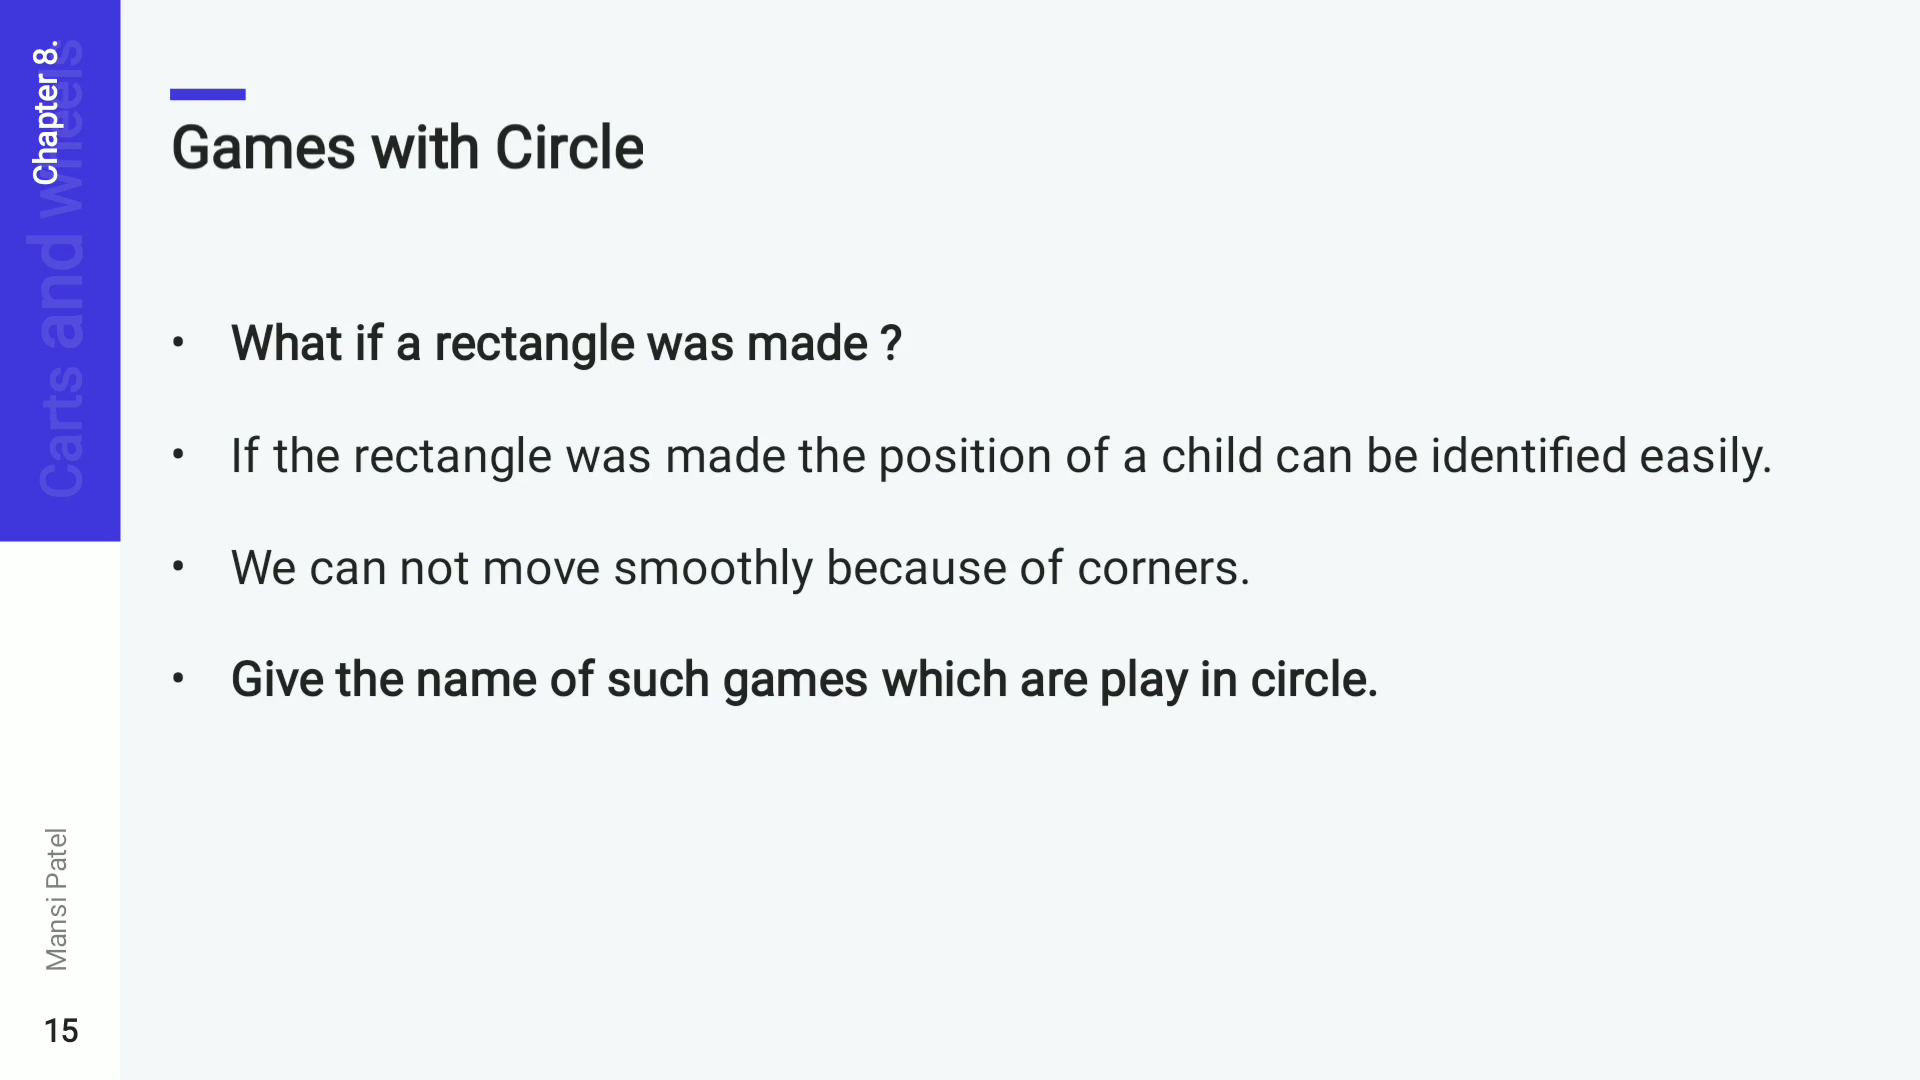 Chapter 8.
Carts and wheels
Games with Circle
• What if a rectangle was made ?
• If the rectangle was made the position of a child can be identified easily.
• We can not move smoothly because of corners.
• Give the name of such games which are play in circle.
Mansi Patel
15